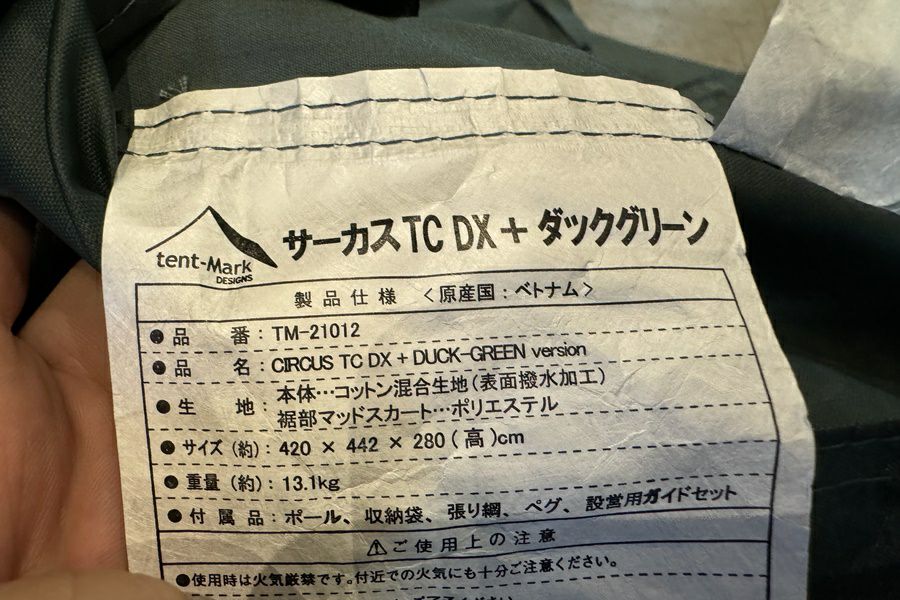 tent-Mark
DESIGNS
サーカスTC DX+ ダックグリーン
製品仕様 〈原産国:ベトナム〉
●品 番:TM-21012
●品 名:CIRCUS TC DX + DUCK-GREEN version
●生 地:本体…コットン混合生地(表面撥水加工)
裾部マッドスカート…ポリエステル
●サイズ(約):420 × 442 × 280(高)cm
●重量(約):13.1kg
●付属品:ポール、収納袋、張り綱、ペグ、設営用ガイドセット
⚠ご使用上の注意
●使用時は火気厳禁です。付近での火気にも十分ご注意ください。